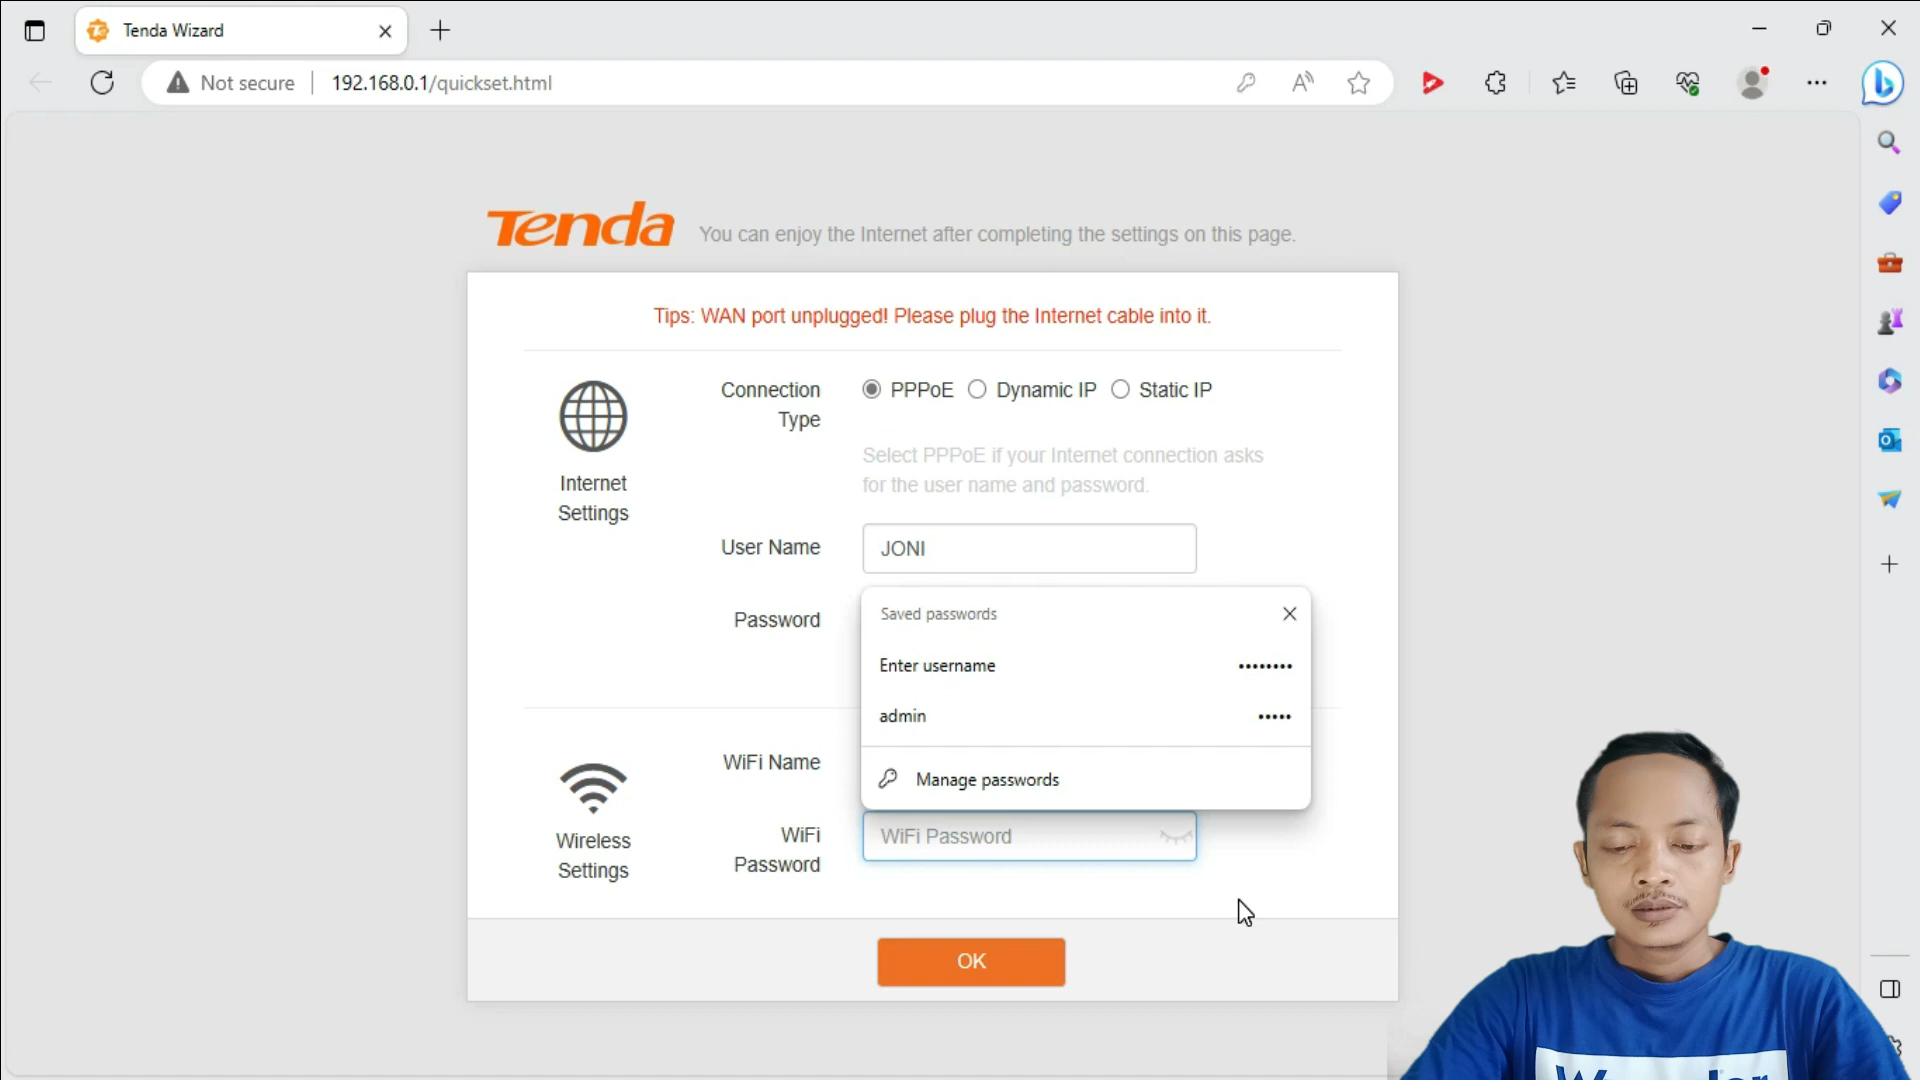 Tenda Wizard
Not secure
192.168.0.1/quickset.html
Tenda
You can enjoy the Internet after completing the settings on this page.
Tips: WAN port unplugged! Please plug the Internet cable into it.
Internet
Settings
Connection
Type
PPPoE
Dynamic IP
Static IP
Select PPPoE if your Internet connection asks
for the user name and password.
User Name
JONI
Password
Saved passwords
Enter username
••••••••
admin
•••••
Manage passwords
Wireless
Settings
WiFi Name
WiFi
Password
WiFi Password
OK